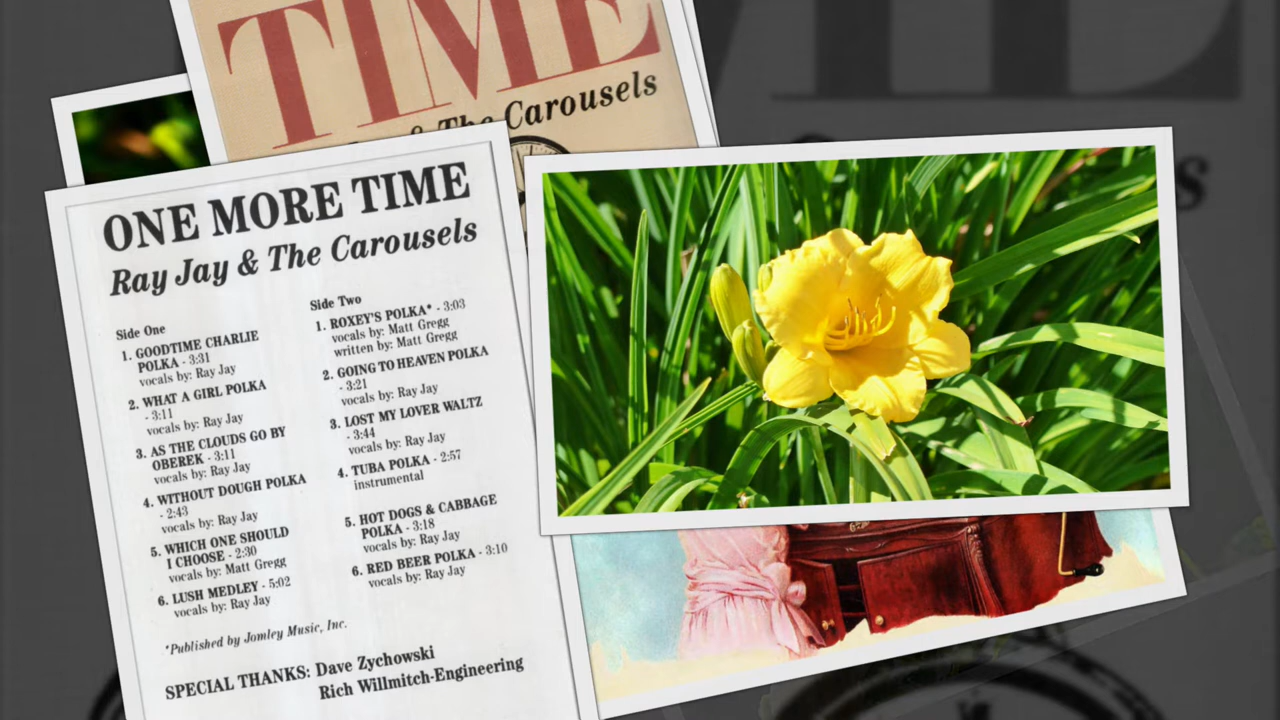 TIME
& The Carousels
ONE MORE TIME
Ray Jay & The Carousels
Side One
1. GOODTIME CHARLIE
POLKA - 3:31
vocals by: Ray Jay
2. WHAT A GIRL POLKA
- 3:11
vocals by: Ray Jay
3. AS THE CLOUDS GO BY
OBEREK - 3:11
vocals by: Ray Jay
4. WITHOUT DOUGH POLKA
- 2:43
vocals by: Ray Jay
5. WHICH ONE SHOULD
I CHOOSE - 2:30
vocals by: Matt Gregg
6. LUSH MEDLEY - 5:02
vocals by: Ray Jay
Side Two
1. ROXEY'S POLKA* - 3:03
vocals by: Matt Gregg
written by: Matt Gregg
2. GOING TO HEAVEN POLKA
- 3:21
vocals by: Ray Jay
3. LOST MY LOVER WALTZ
- 3:44
vocals by: Ray Jay
4. TUBA POLKA - 2:57
instrumental
5. HOT DOGS & CABBAGE
POLKA - 3:18
vocals by: Ray Jay
6. RED BEER POLKA - 3:10
vocals by: Ray Jay
*Published by Jomley Music, Inc.
SPECIAL THANKS: Dave Zychowski
Rich Willmitch-Engineering